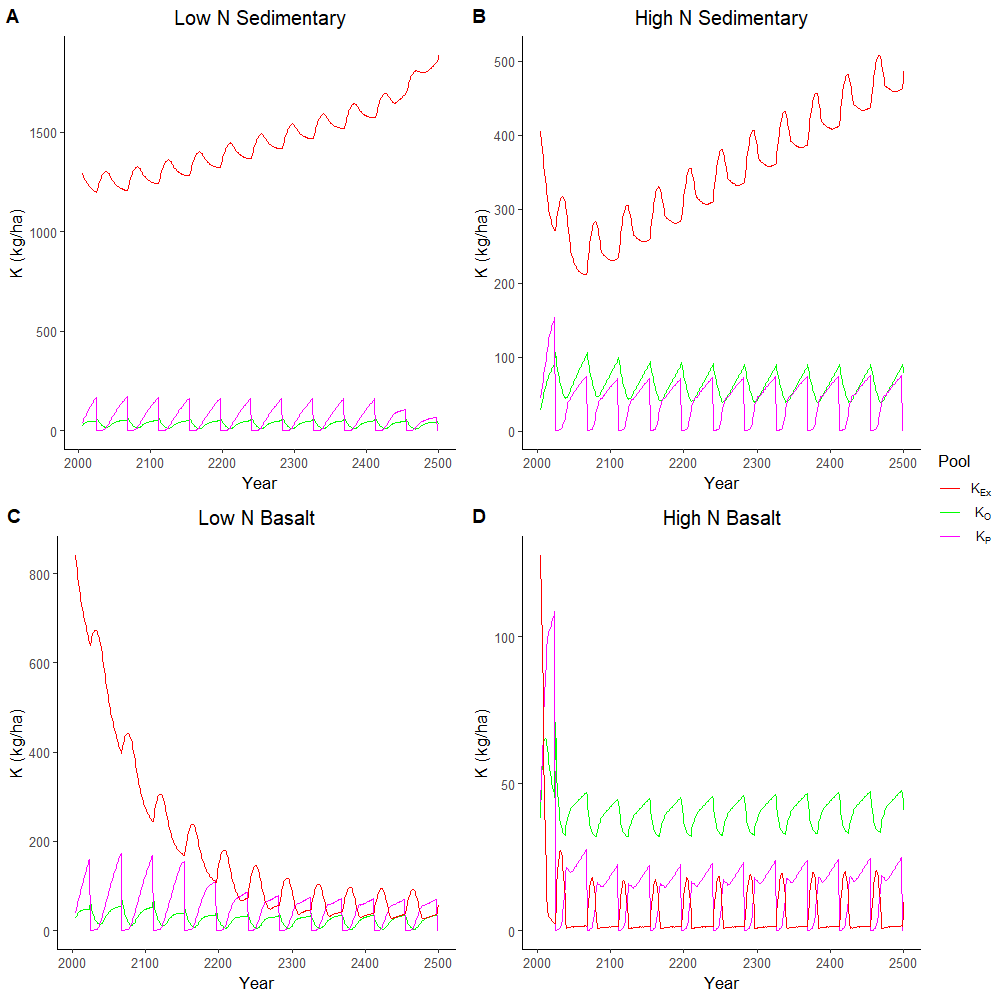 A
Low N Sedimentary
K (kg/ha)
1500
1000
500
0
2000 2100 2200 2300 2400 2500
Year
B
High N Sedimentary
K (kg/ha)
500
400
300
200
100
0
2000 2100 2200 2300 2400 2500
Year
Pool
K_Ex
K_O
K_P
C
Low N Basalt
K (kg/ha)
800
600
400
200
0
2000 2100 2200 2300 2400 2500
Year
D
High N Basalt
K (kg/ha)
100
50
0
2000 2100 2200 2300 2400 2500
Year